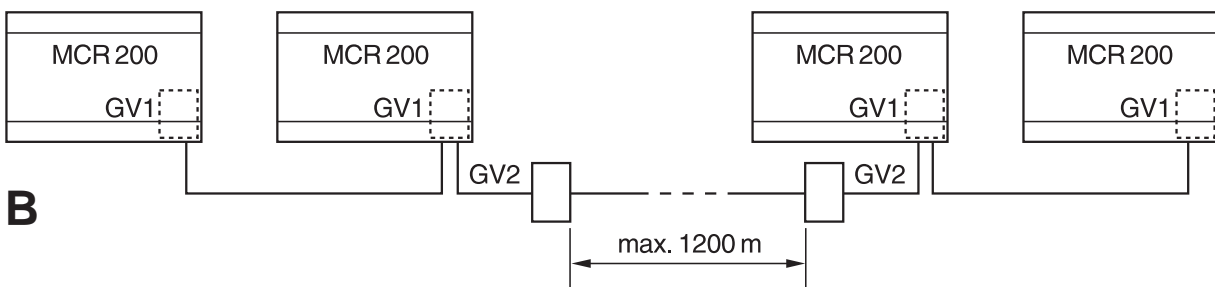 MCR 200 MCR 200 MCR 200 MCR 200
GV1 GV1 GV1 GV1
GV2 GV2
B
max. 1200 m